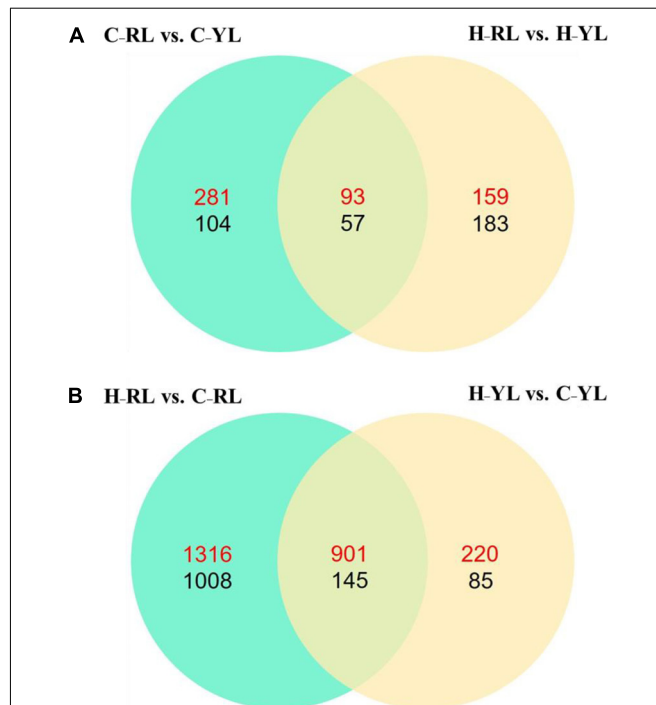 A C-RL vs. C-YL H-RL vs. H-YL
281 93 159
104 57 183
B H-RL vs. C-RL H-YL vs. C-YL
1316 901 220
1008 145 85